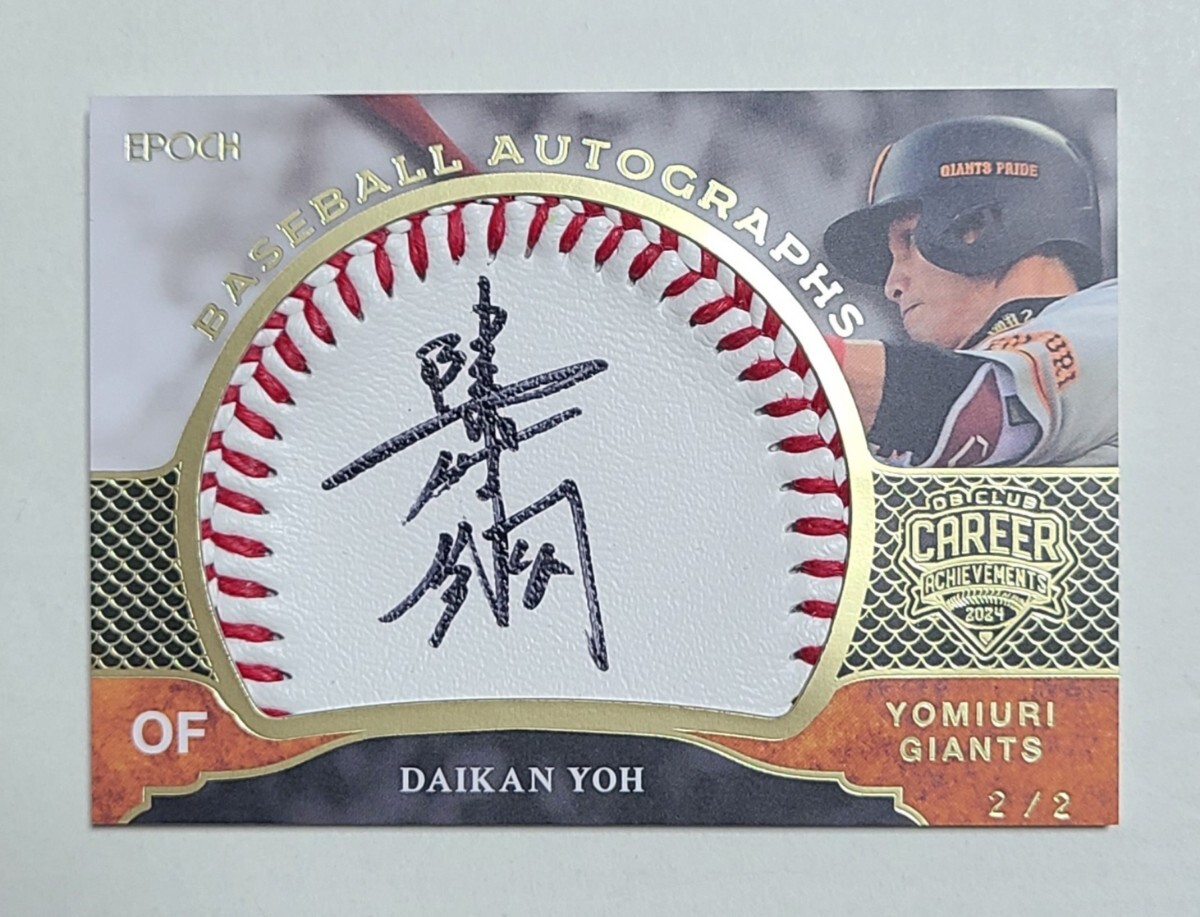 EPOCH
BASEBALL AUTOGRAPHS
GIANTS PRIDE
OB CLUB
CAREER
ACHIEVEMENTS
2024
OF
YOMIURI
GIANTS
DAIKAN YOH
2/2